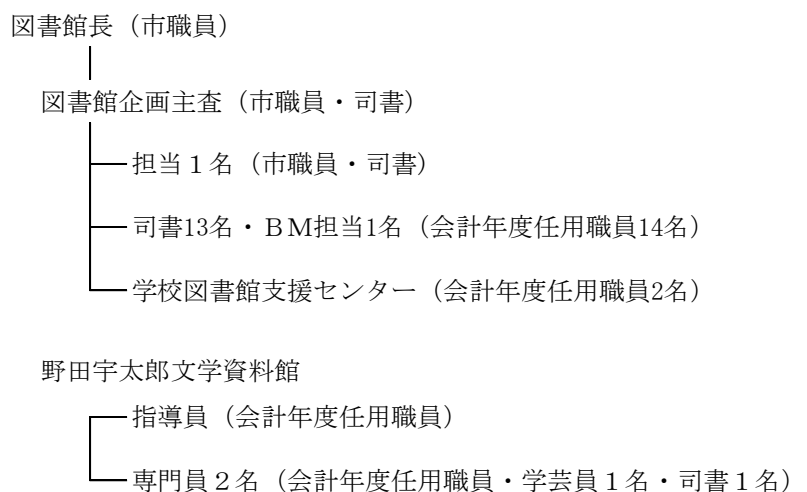 図書館長（市職員）
図書館企画主査（市職員・司書）
担当１名（市職員・司書）
司書13名・ＢＭ担当1名（会計年度任用職員14名）
学校図書館支援センター（会計年度任用職員2名）
野田宇太郎文学資料館
指導員（会計年度任用職員）
専門員２名（会計年度任用職員・学芸員１名・司書１名）